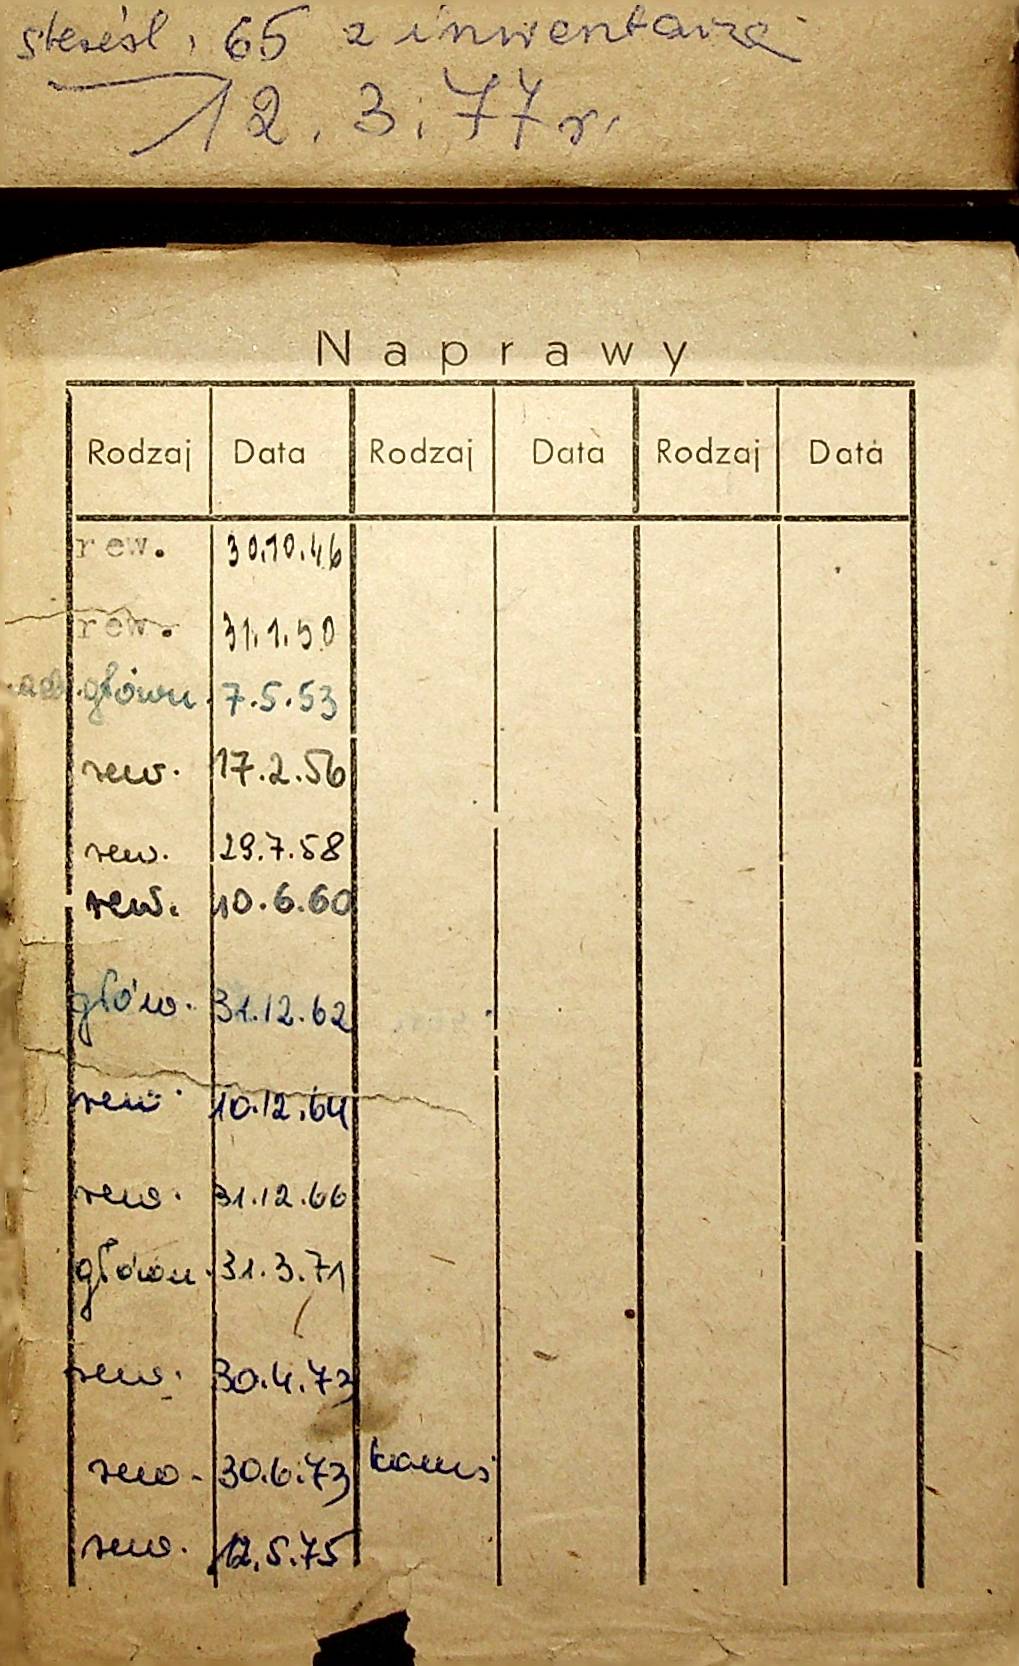 skreśl. 65 z inwentarza
12.3.77 r.
Naprawy
Rodzaj Data Rodzaj Data Rodzaj Data
rew. 30.10.46
rew. 31.1.50
główn. 7.5.53
rew. 17.2.56
rew. 29.7.58
rew. 10.6.60
głów. 31.12.62
rew. 10.12.64
rew. 31.12.66
główn. 31.3.71
rew. 30.4.73
rew. 30.6.73
rew. 12.5.75